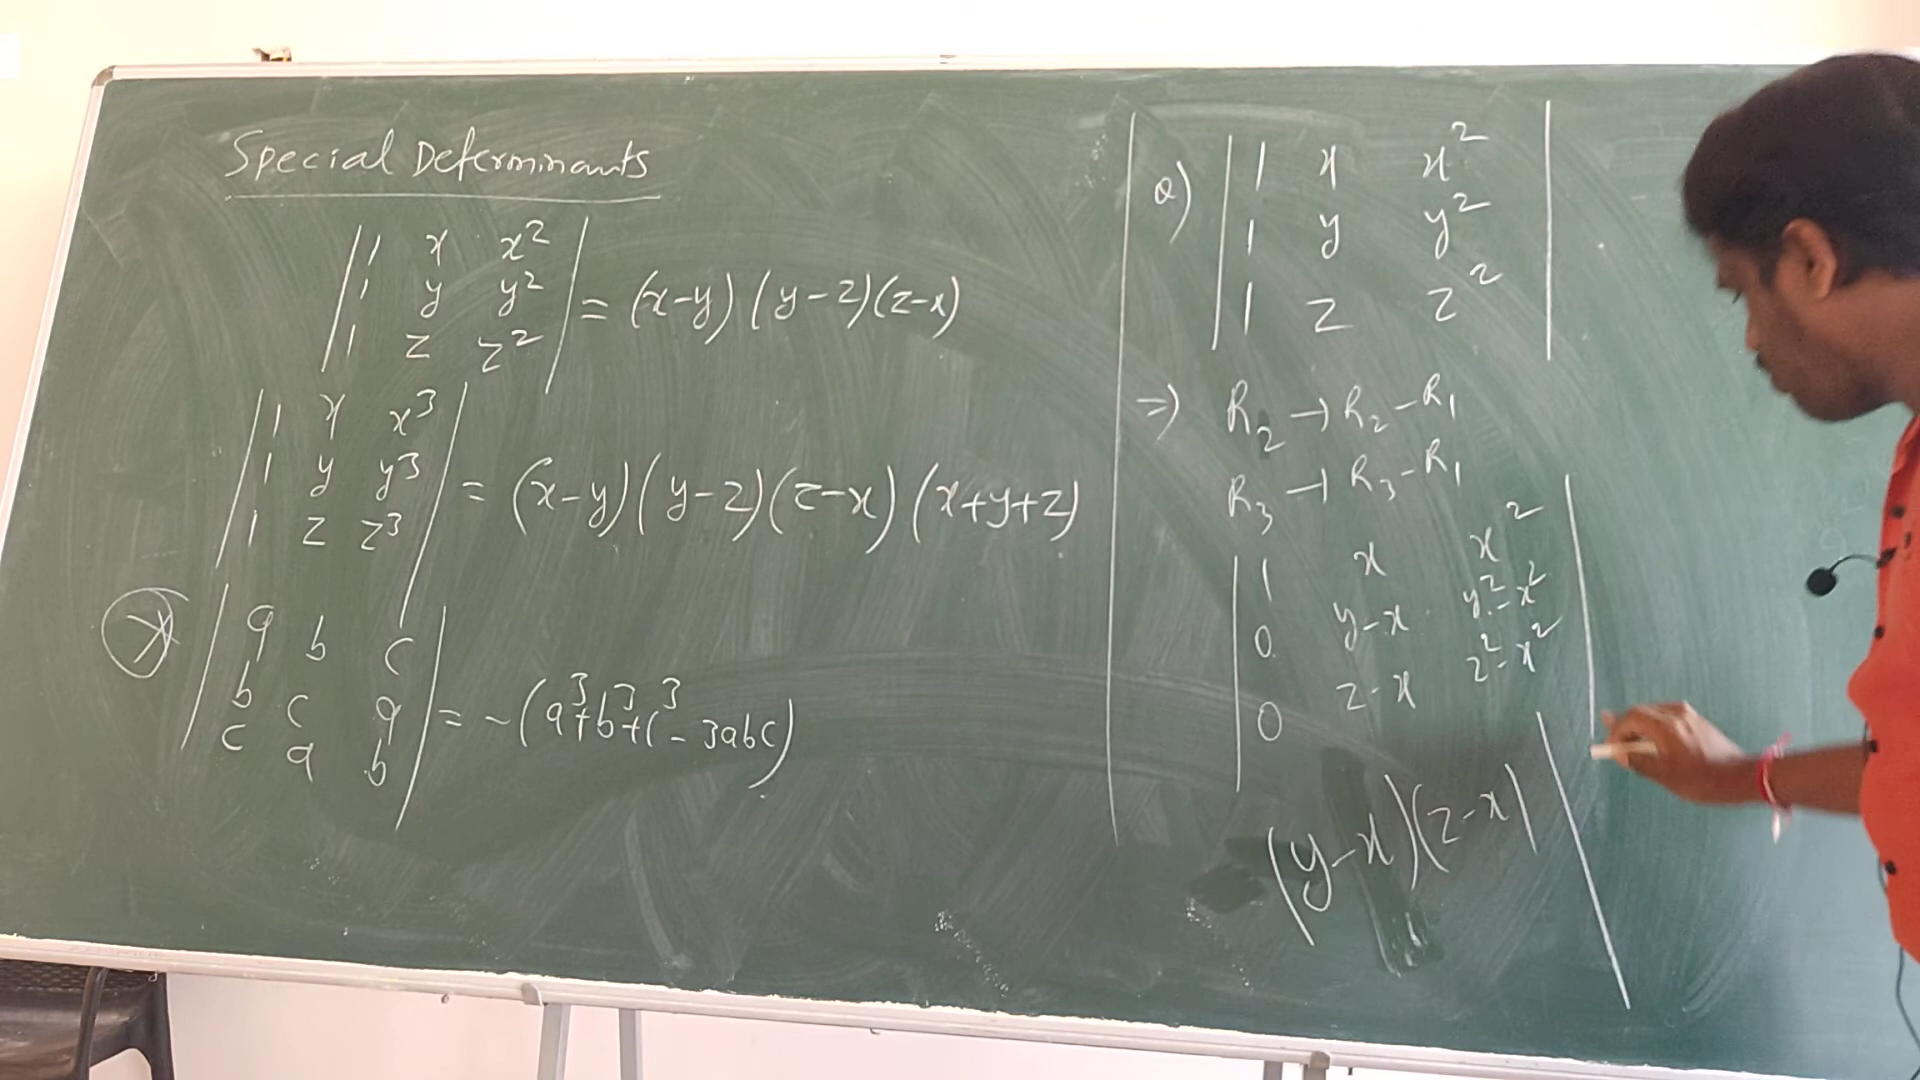 Special Determinants
| 1 x x² |
| 1 y y² | = (x-y)(y-z)(z-x)
| 1 z z² |
| 1 x x³ |
| 1 y y³ | = (x-y)(y-z)(z-x)(x+y+z)
| 1 z z³ |
| a b c |
| b c a | = -(a³+b³+c³-3abc)
| c a b |
Q) | 1 x x² |
| 1 y y² |
| 1 z z² |
=) R₂ → R₂-R₁
R₃ → R₃-R₁
| 1 x x² |
| 0 y-x y²-x² |
| 0 z-x z²-x² |
(y-x)(z-x) |